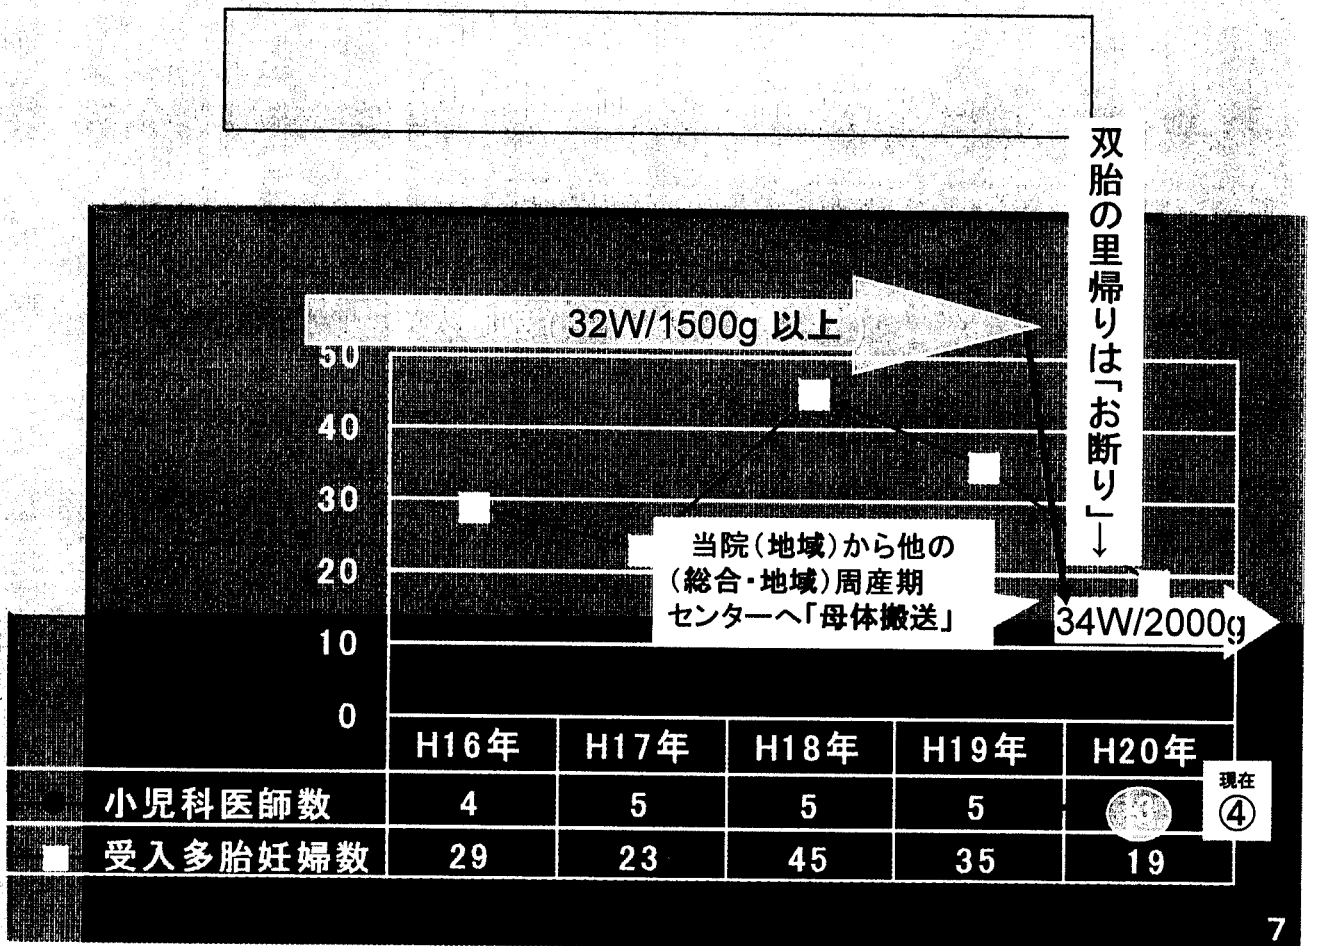 双胎の里帰りは「お断り」→
32W/1500g 以上
50
40
30
20
10
0
当院(地域)から他の
(総合・地域)周産期
センターへ「母体搬送」
34W/2000g
H16年 H17年 H18年 H19年 H20年
小児科医師数 4 5 5 5 3
現在
④
受入多胎妊婦数 29 23 45 35 19
7